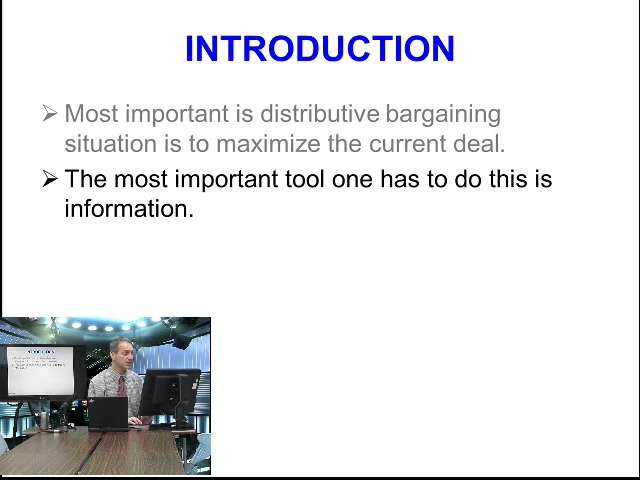 INTRODUCTION
Most important is distributive bargaining
situation is to maximize the current deal.
The most important tool one has to do this is
information.
INTRODUCTION